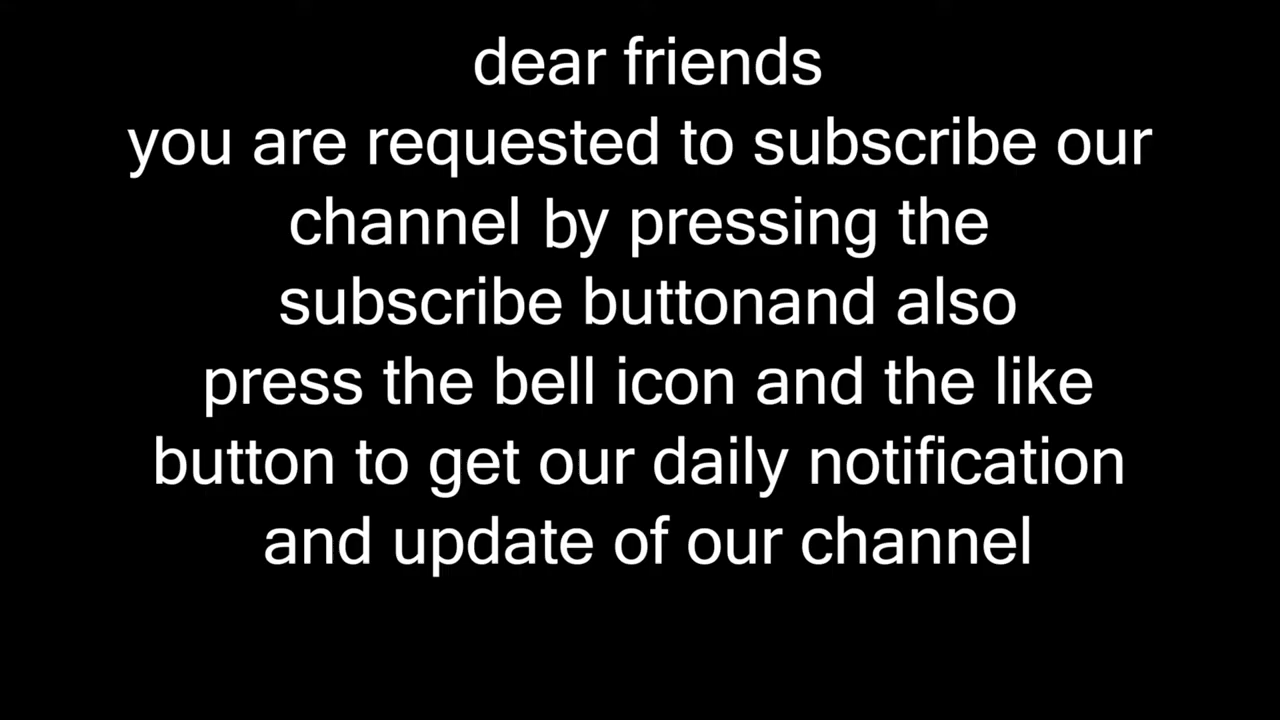 dear friends
you are requested to subscribe our
channel by pressing the
subscribe buttonand also
press the bell icon and the like
button to get our daily notification
and update of our channel